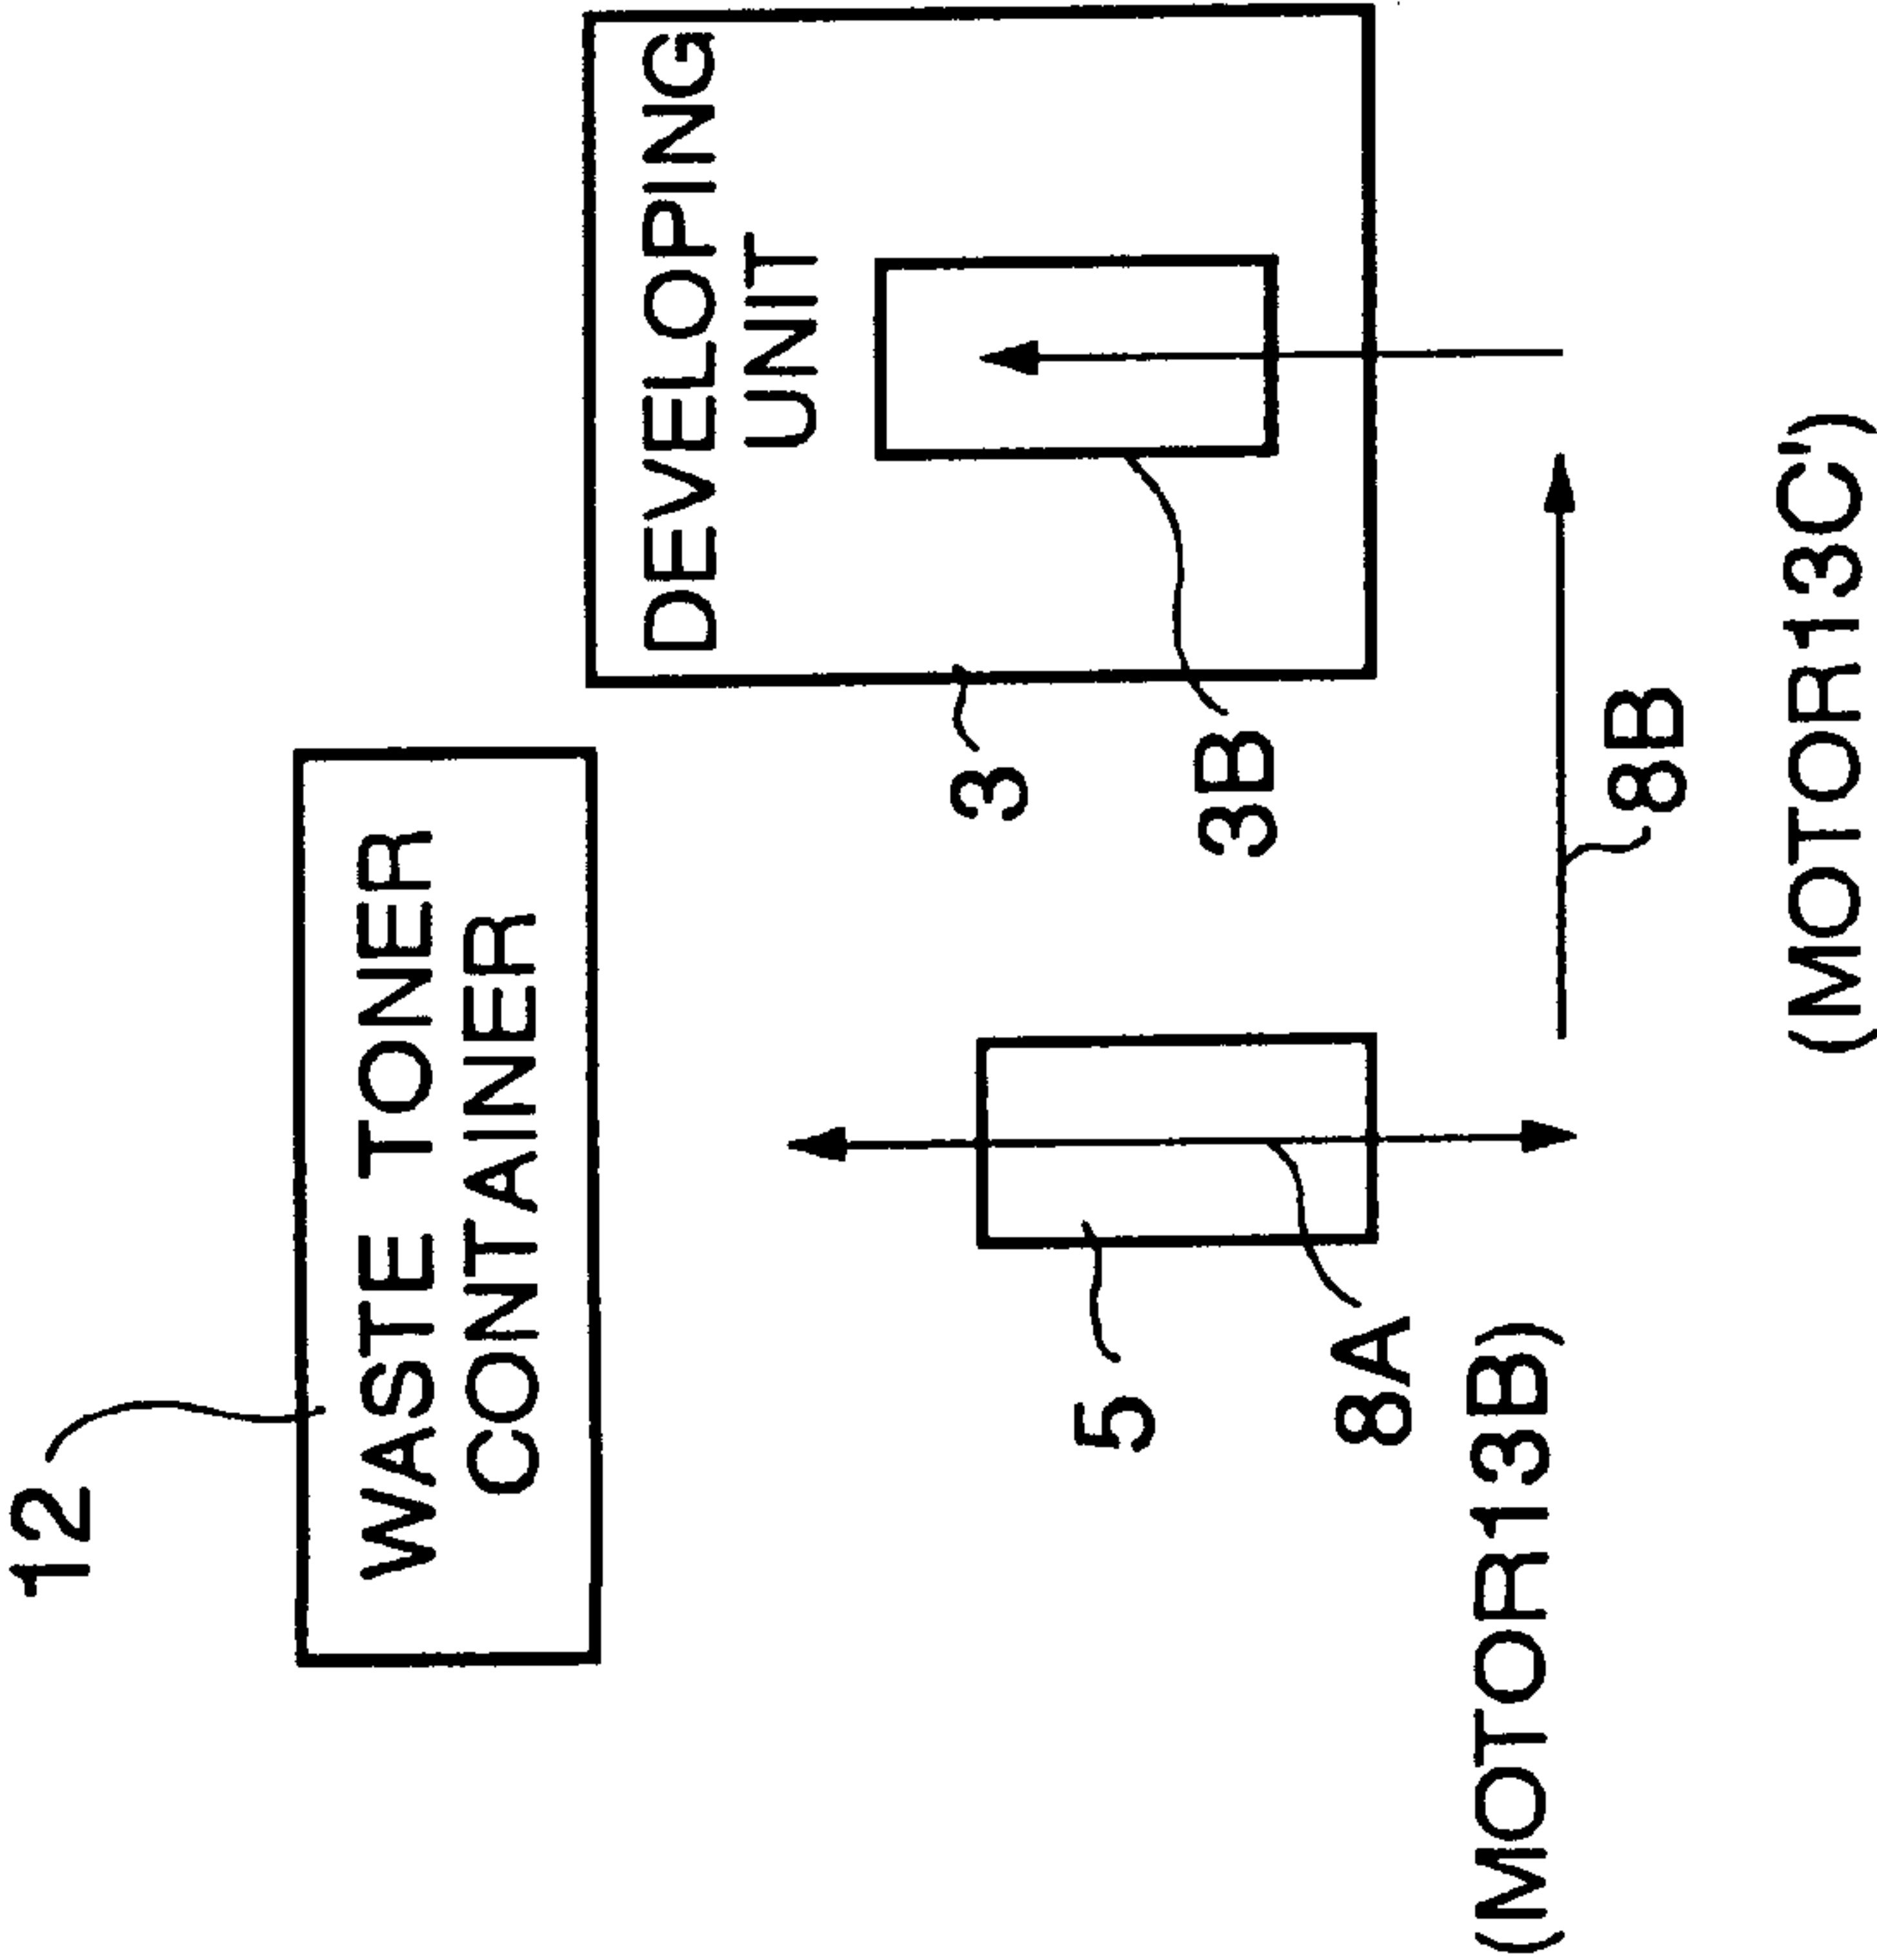 12
WASTE TONER
CONTAINER
DEVELOPING
UNIT
3
3B
5
8A
(MOTOR13B)
8B
(MOTOR13C')